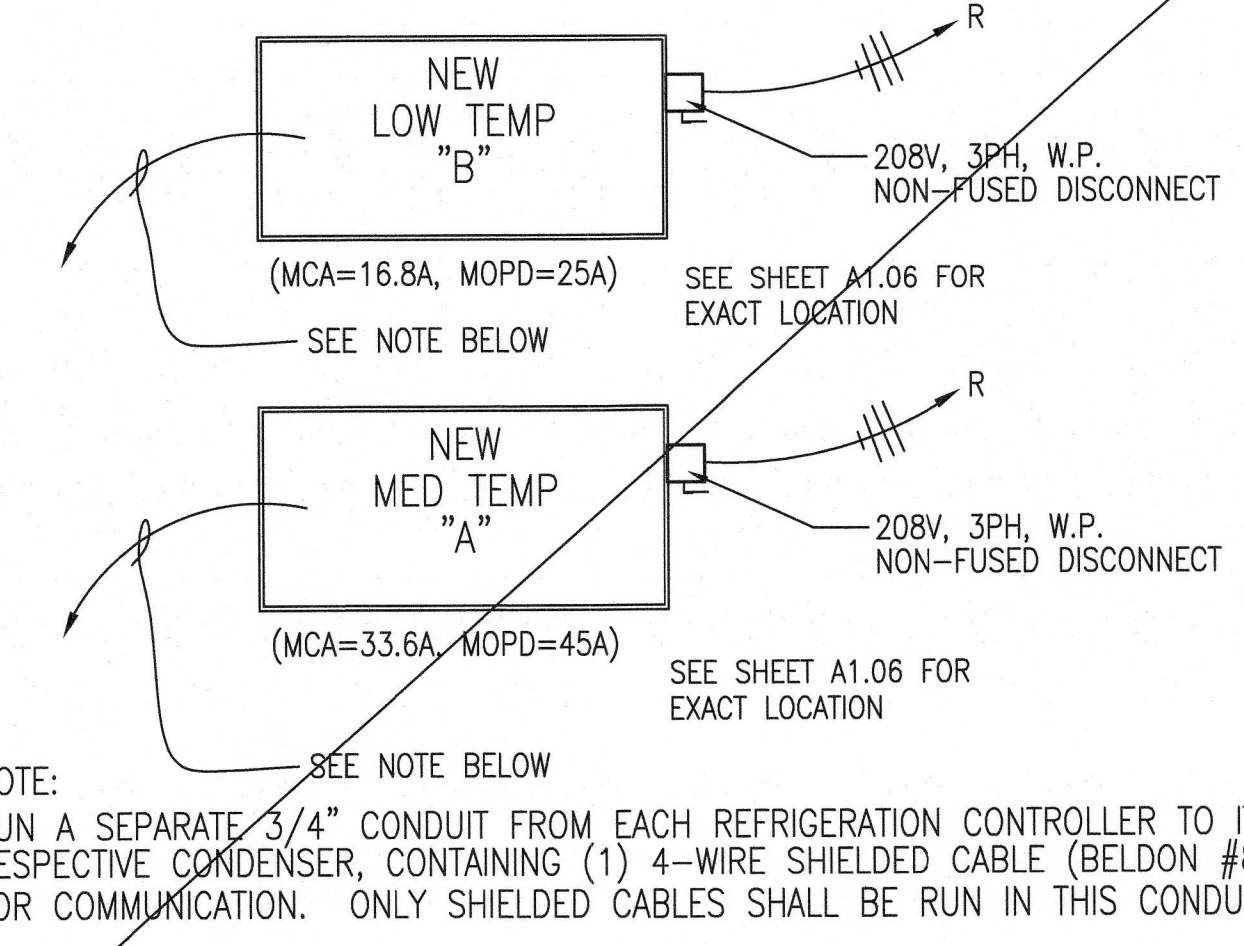 R
NEW
LOW TEMP
"B"
208V, 3PH, W.P.
NON-FUSED DISCONNECT
(MCA=16.8A, MOPD=25A)
SEE SHEET A1.06 FOR
EXACT LOCATION
SEE NOTE BELOW
R
NEW
MED TEMP
"A"
208V, 3PH, W.P.
NON-FUSED DISCONNECT
(MCA=33.6A, MOPD=45A)
SEE SHEET A1.06 FOR
EXACT LOCATION
SEE NOTE BELOW
OTE:
UN A SEPARATE 3/4" CONDUIT FROM EACH REFRIGERATION CONTROLLER TO
ESPECTIVE CONDENSER, CONTAINING (1) 4-WIRE SHIELDED CABLE (BELDON #8
OR COMMUNICATION. ONLY SHIELDED CABLES SHALL BE RUN IN THIS CONDU